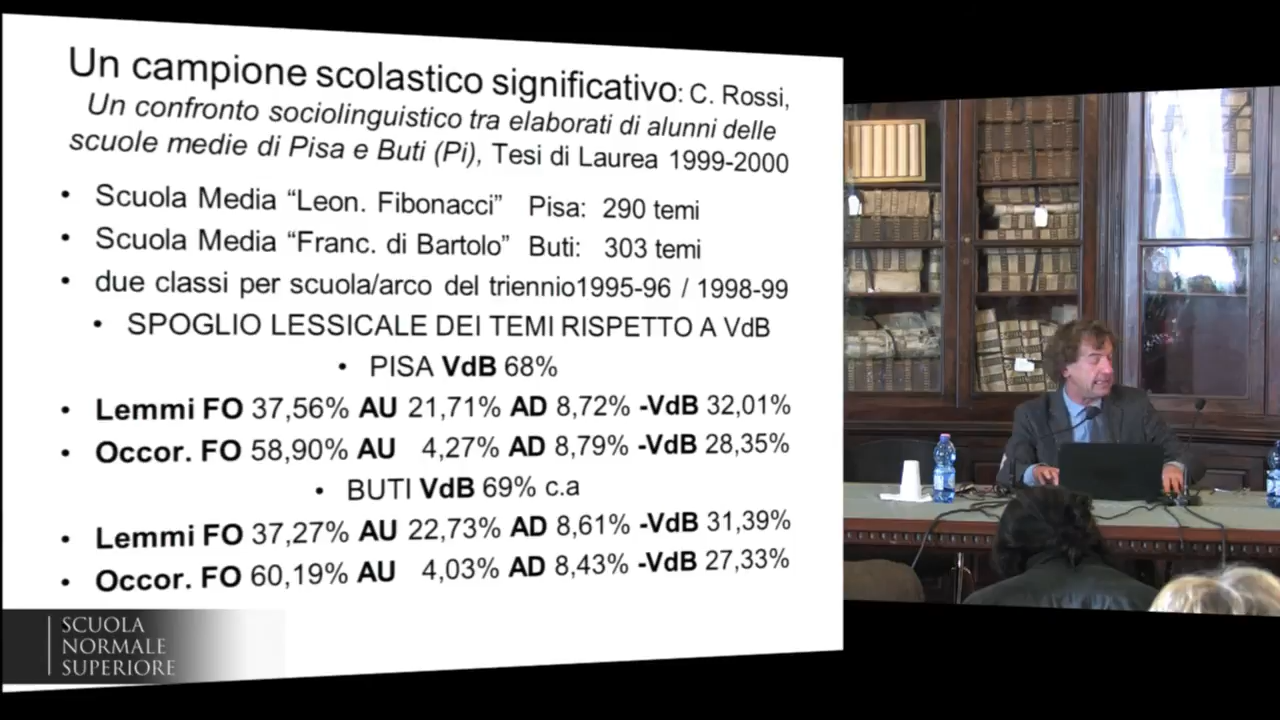 Un campione scolastico significativo: C. Rossi,
Un confronto sociolinguistico tra elaborati di alunni delle
scuole medie di Pisa e Buti (Pi), Tesi di Laurea 1999-2000
• Scuola Media “Leon. Fibonacci” Pisa: 290 temi
• Scuola Media “Franc. di Bartolo” Buti: 303 temi
• due classi per scuola/arco del triennio1995-96 / 1998-99
• SPOGLIO LESSICALE DEI TEMI RISPETTO A VdB
• PISA VdB 68%
• Lemmi FO 37,56% AU 21,71% AD 8,72% -VdB 32,01%
• Occor. FO 58,90% AU 4,27% AD 8,79% -VdB 28,35%
• BUTI VdB 69% c.a
• Lemmi FO 37,27% AU 22,73% AD 8,61% -VdB 31,39%
• Occor. FO 60,19% AU 4,03% AD 8,43% -VdB 27,33%
SCUOLA
NORMALE
SUPERIORE